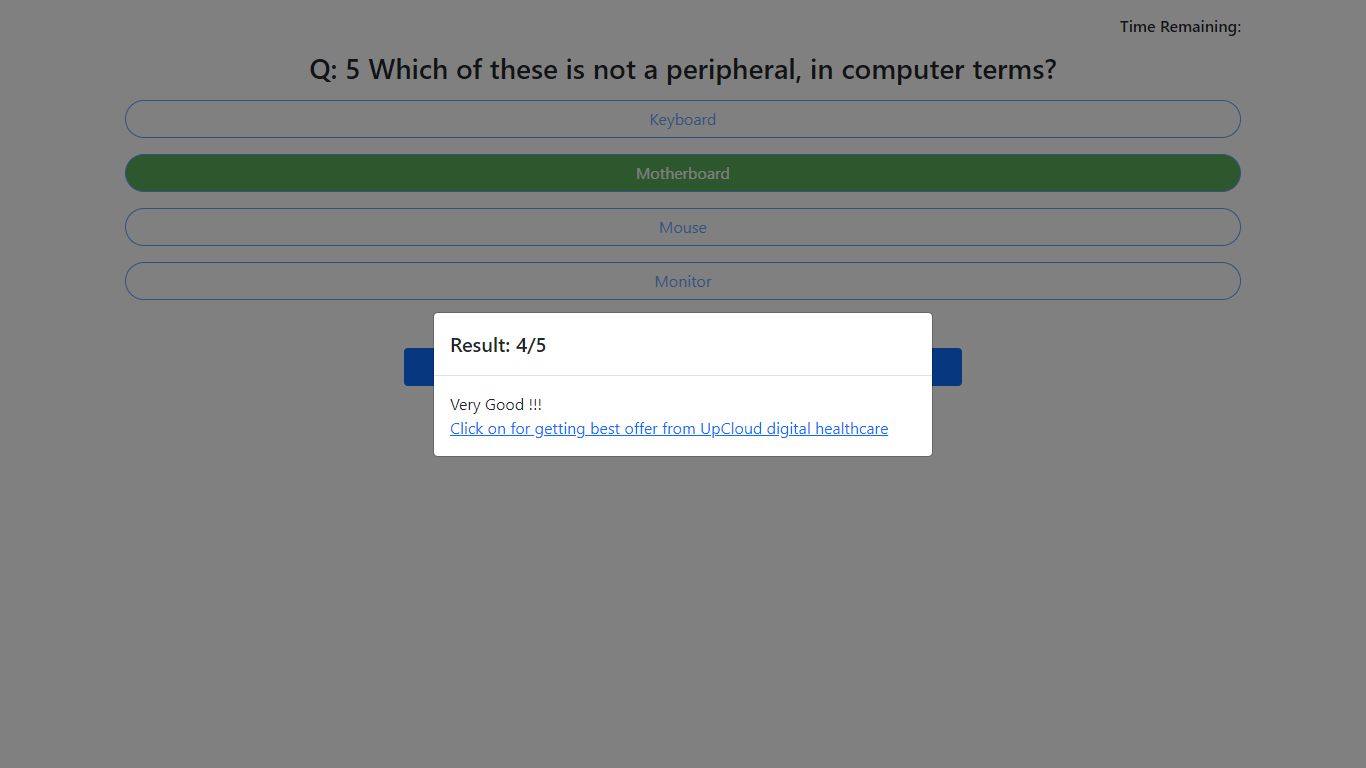 Time Remaining:
Q: 5 Which of these is not a peripheral, in computer terms?
Keyboard
Motherboard
Mouse
Monitor
Result: 4/5
Very Good !!!
Click on for getting best offer from UpCloud digital healthcare